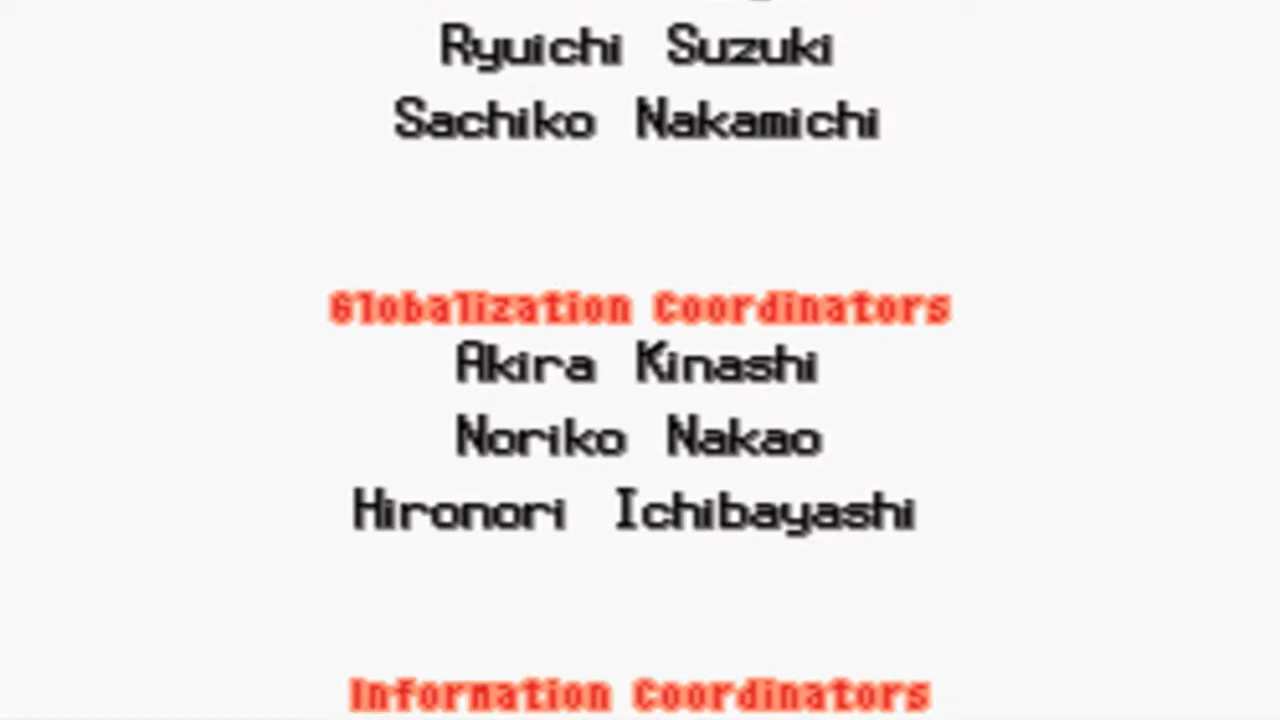 Ryuichi Suzuki
Sachiko Nakamichi
Globalization Coordinators
Akira Kinashi
Noriko Nakao
Hironori Ichibayashi
Information Coordinators